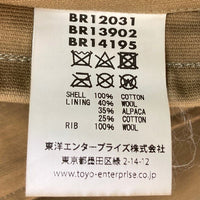 BR12031
BR13902
BR14195
SHELL 100% COTTON
LINING 40% WOOL
35% ALPACA
25% COTTON
RIB 100% WOOL
東洋エンタープライズ株式会社
東京都墨田区2-14-12
www.toyo-enterprise.co.jp